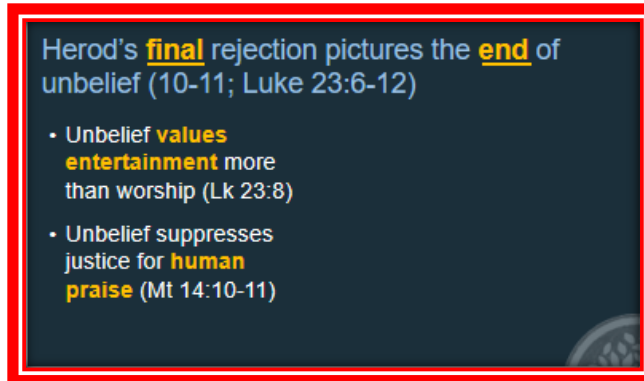 Herod’s final rejection pictures the end of
unbelief (10-11; Luke 23:6-12)
• Unbelief values
entertainment more
than worship (Lk 23:8)
• Unbelief suppresses
justice for human
praise (Mt 14:10-11)